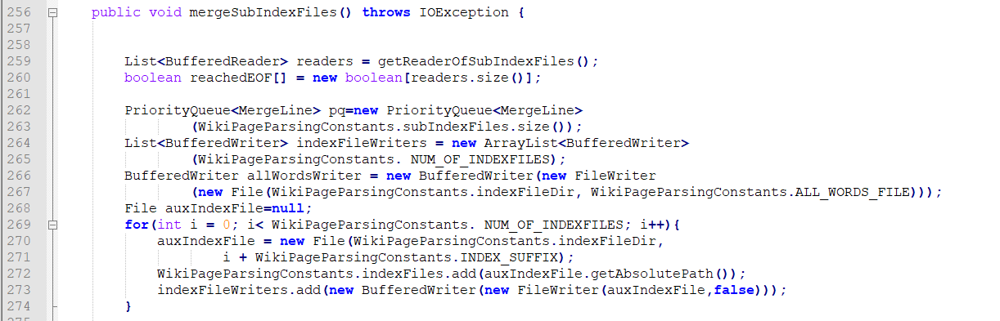 256 public void mergeSubIndexFiles() throws IOException {
257
258
259 List<BufferedReader> readers = getReaderOfSubIndexFiles();
260 boolean reachedEOF[] = new boolean[readers.size()];
261
262 PriorityQueue<MergeLine> pq=new PriorityQueue<MergeLine>
263 (WikiPageParsingConstants.subIndexFiles.size());
264 List<BufferedWriter> indexFileWriters = new ArrayList<BufferedWriter>
265 (WikiPageParsingConstants. NUM_OF_INDEXFILES);
266 BufferedWriter allWordsWriter = new BufferedWriter(new FileWriter
267 (new File(WikiPageParsingConstants.indexFileDir, WikiPageParsingConstants.ALL_WORDS_FILE)));
268 File auxIndexFile=null;
269 for(int i = 0; i< WikiPageParsingConstants. NUM_OF_INDEXFILES; i++){
270 auxIndexFile = new File(WikiPageParsingConstants.indexFileDir,
271 i + WikiPageParsingConstants.INDEX_SUFFIX);
272 WikiPageParsingConstants.indexFiles.add(auxIndexFile.getAbsolutePath());
273 indexFileWriters.add(new BufferedWriter(new FileWriter(auxIndexFile,false)));
274 }